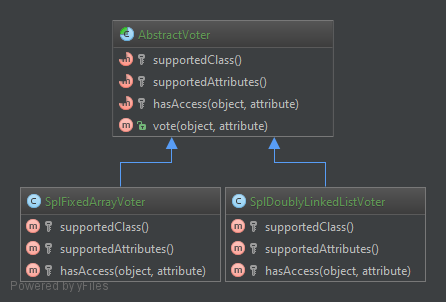 AbstractVoter
supportedClass()
supportedAttributes()
hasAccess(object, attribute)
vote(object, attribute)
SplFixedArrayVoter
supportedClass()
supportedAttributes()
hasAccess(object, attribute)
SplDoublyLinkedListVoter
supportedClass()
supportedAttributes()
hasAccess(object, attribute)
Powered by yFiles